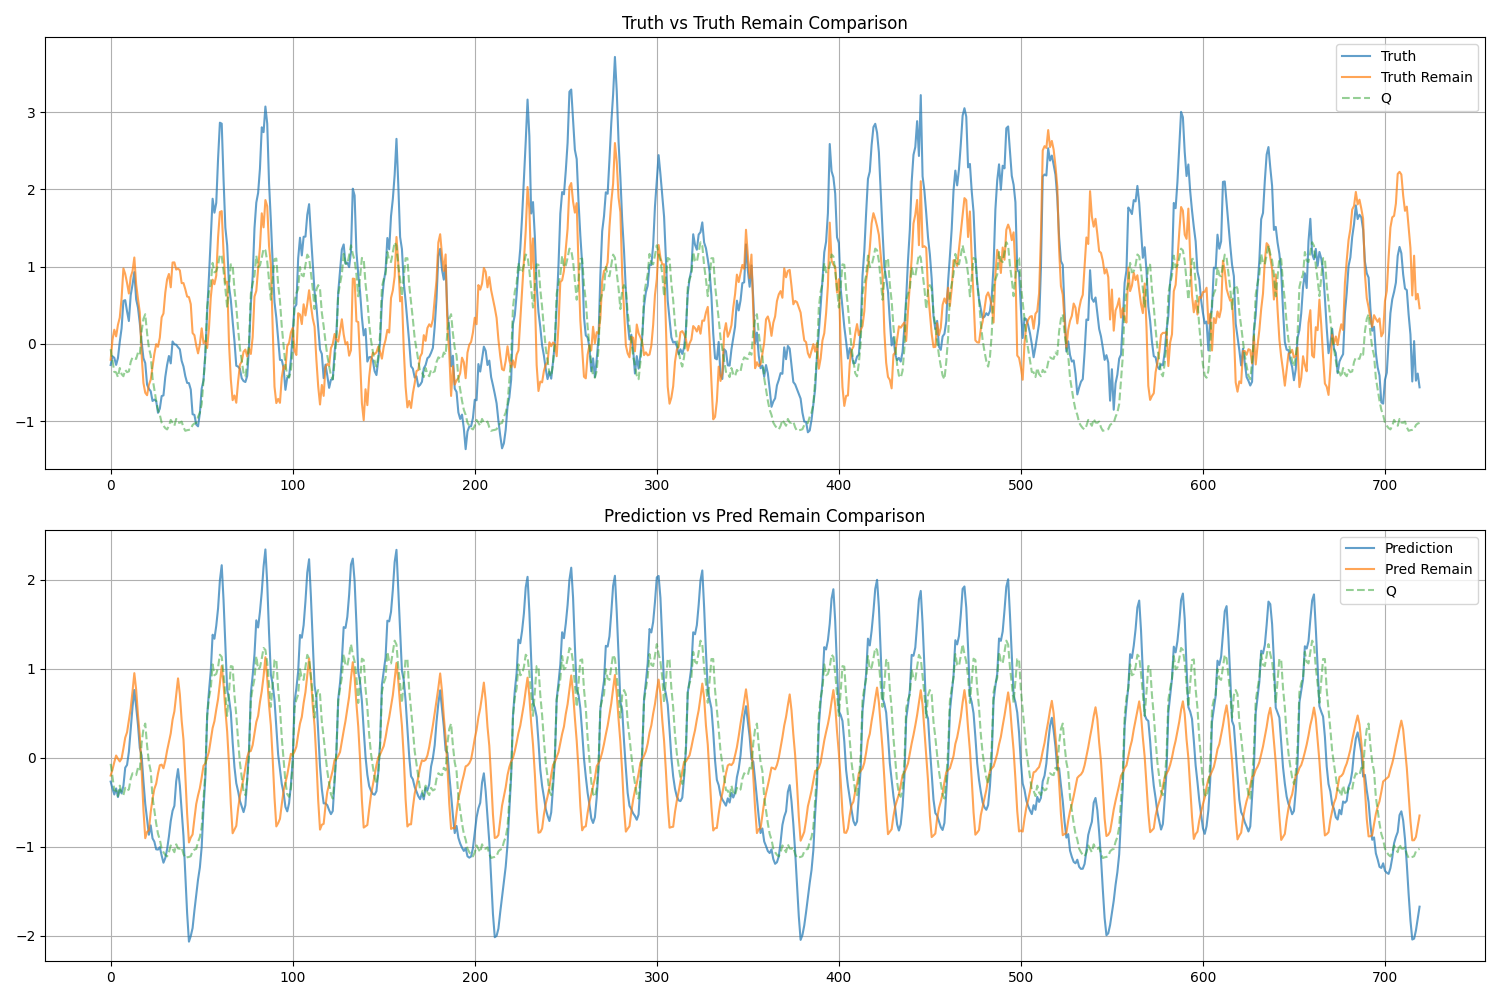 Truth vs Truth Remain Comparison
Truth
Truth Remain
Q
3
2
1
0
−1
0 100 200 300 400 500 600 700
Prediction vs Pred Remain Comparison
Prediction
Pred Remain
Q
2
1
0
−1
−2
0 100 200 300 400 500 600 700